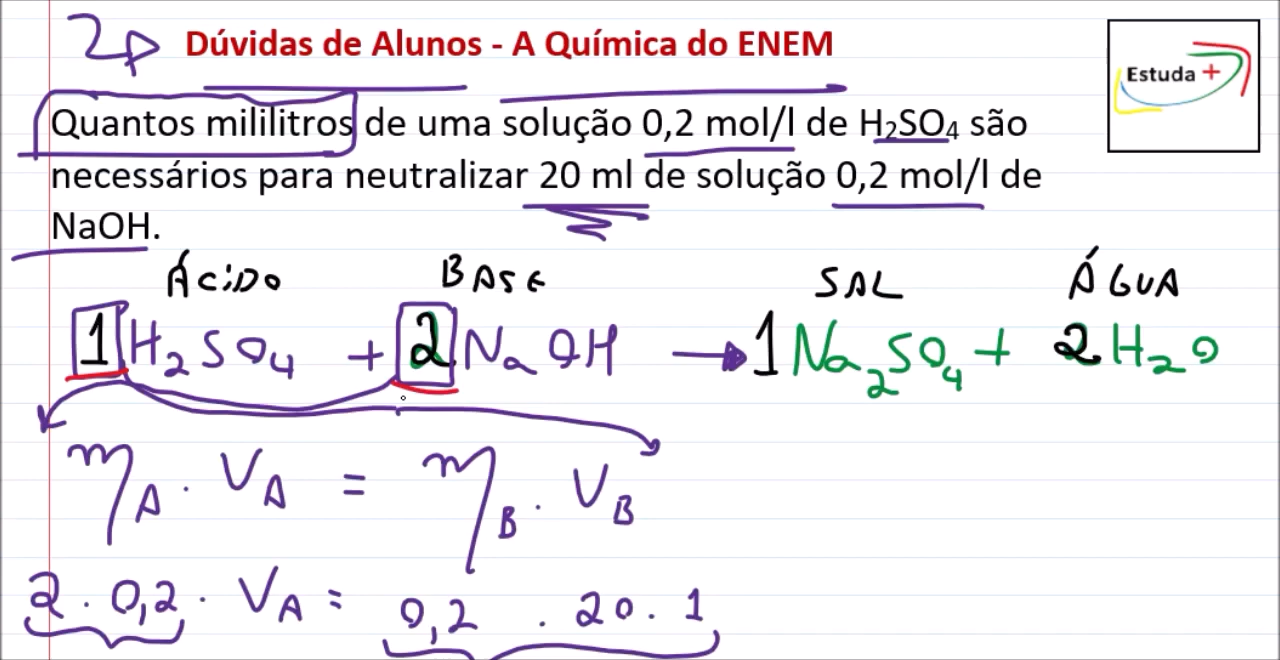 2p Dúvidas de Alunos - A Química do ENEM
Estuda +
Quantos mililitros de uma solução 0,2 mol/l de H₂SO₄ são
necessários para neutralizar 20 ml de solução 0,2 mol/l de
NaOH.
ÁCiDO BASE SAL ÁGUA
1 H₂SO₄ + 2 NaOH → 1 Na₂SO₄ + 2 H₂O
m_A . V_A = m_B . V_B
2 . 0,2 . V_A = 0,2 . 20 . 1